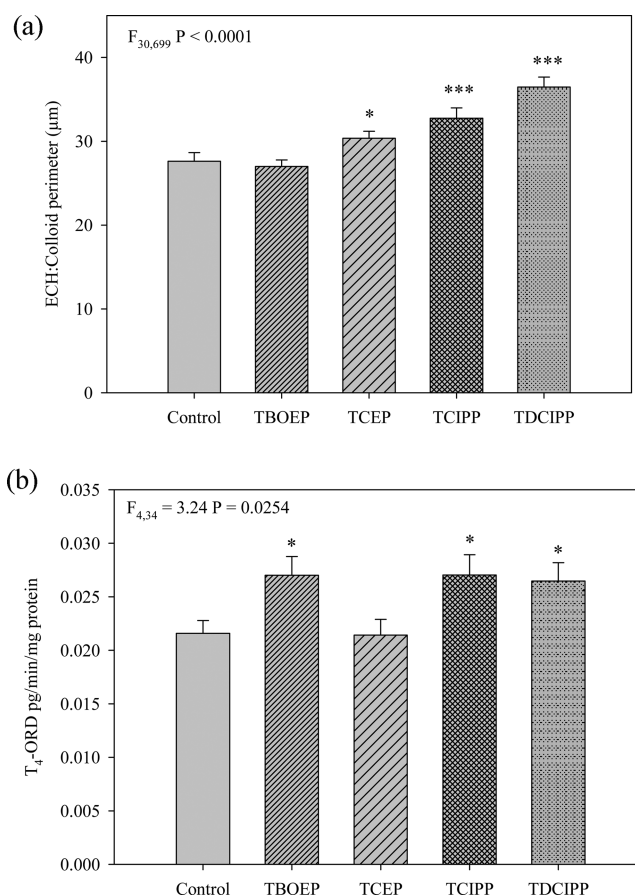 (a)
F30,699 P < 0.0001
ECH:Colloid perimeter (µm)
40
30
20
10
0
*
***
***
Control TBOEP TCEP TCIPP TDCIPP
(b)
F4,34 = 3.24 P = 0.0254
T4-ORD pg/min/mg protein
0.035
0.030
0.025
0.020
0.015
0.010
0.005
0.000
*
*
*
Control TBOEP TCEP TCIPP TDCIPP